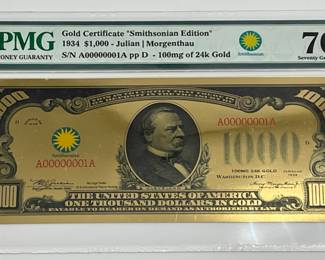 PMG
MONEY GUARANTY
Gold Certificate "Smithsonian Edition"
1934 $1,000 - Julian | Morgenthau
S/N A00000001A pp D - 100mg of 24k Gold
70
Seventy
1000
A00000001A
Smithsonian
A00000001A
1000
100MG 24K GOLD
WASHINGTON, D.C.
THE UNITED STATES OF AMERICA
ONE THOUSAND DOLLARS IN GOLD
PAYABLE TO BEARER ON DEMAND AS AUTHORIZED BY LAW